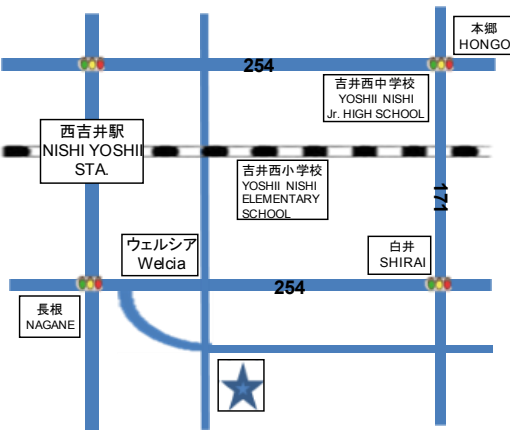 本郷
HONGO
254
吉井西中学校
YOSHII NISHI
Jr. HIGH SCHOOL
西吉井駅
NISHI YOSHII
STA.
吉井西小学校
YOSHII NISHI
ELEMENTARY
SCHOOL
171
ウェルシア
Welcia
白井
SHIRAI
254
長根
NAGANE